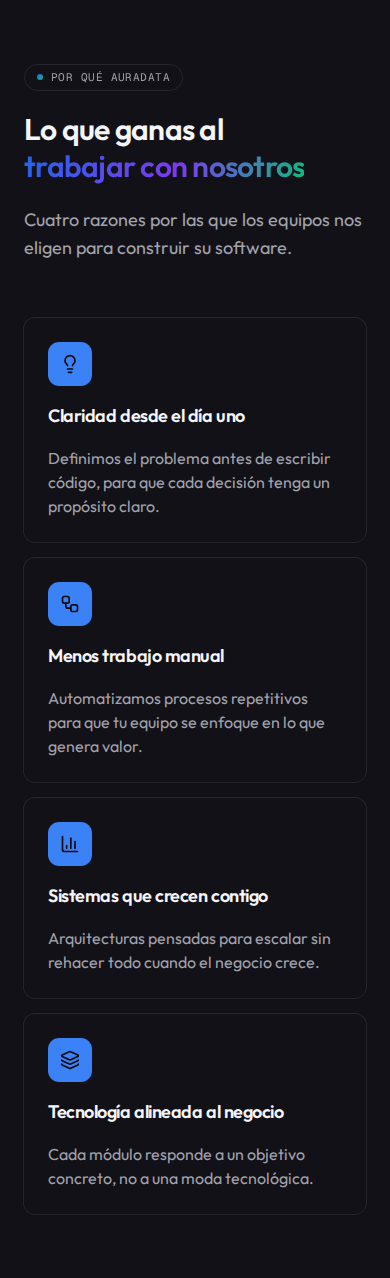 POR QUÉ AURADATA
Lo que ganas al
trabajar con nosotros
Cuatro razones por las que los equipos nos
eligen para construir su software.
Claridad desde el día uno
Definimos el problema antes de escribir
código, para que cada decisión tenga un
propósito claro.
Menos trabajo manual
Automatizamos procesos repetitivos
para que tu equipo se enfoque en lo que
genera valor.
Sistemas que crecen contigo
Arquitecturas pensadas para escalar sin
rehacer todo cuando el negocio crece.
Tecnología alineada al negocio
Cada módulo responde a un objetivo
concreto, no a una moda tecnológica.